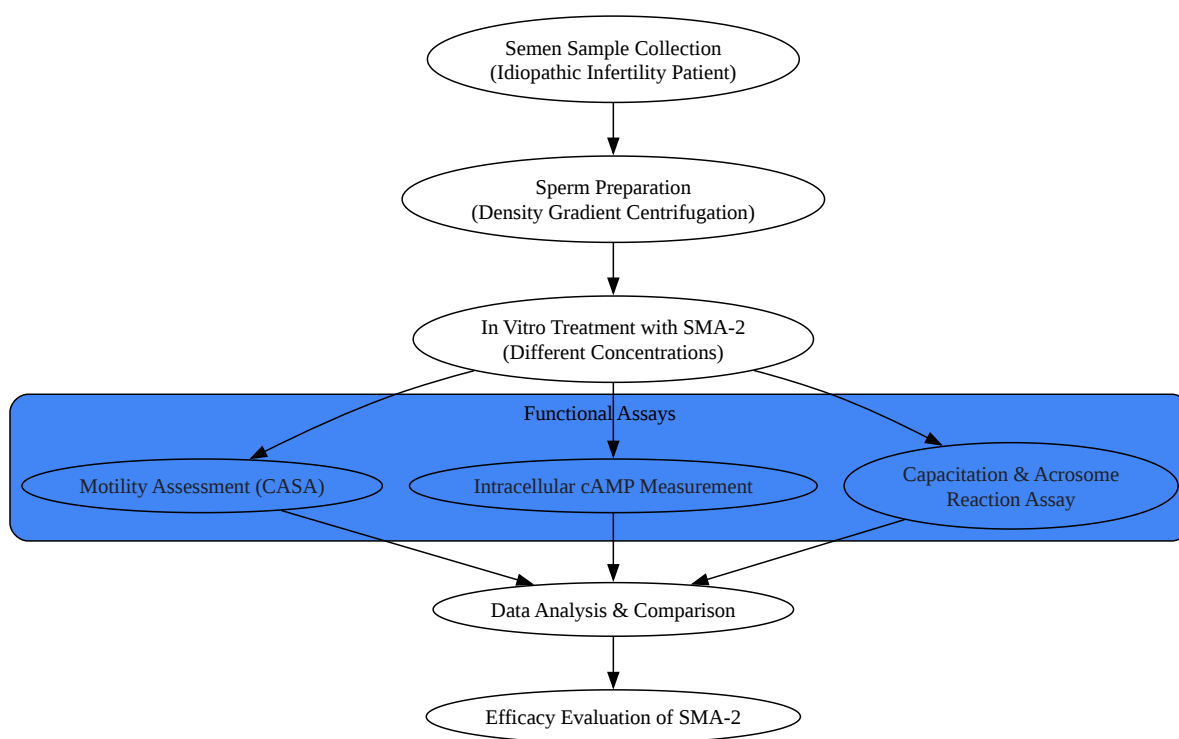 Semen Sample Collection
(Idiopathic Infertility Patient)
Sperm Preparation
(Density Gradient Centrifugation)
In Vitro Treatment with SMA-2
(Different Concentrations)
Functional Assays
Motility Assessment (CASA)
Intracellular cAMP Measurement
Capacitation & Acrosome
Reaction Assay
Data Analysis & Comparison
Efficacy Evaluation of SMA-2